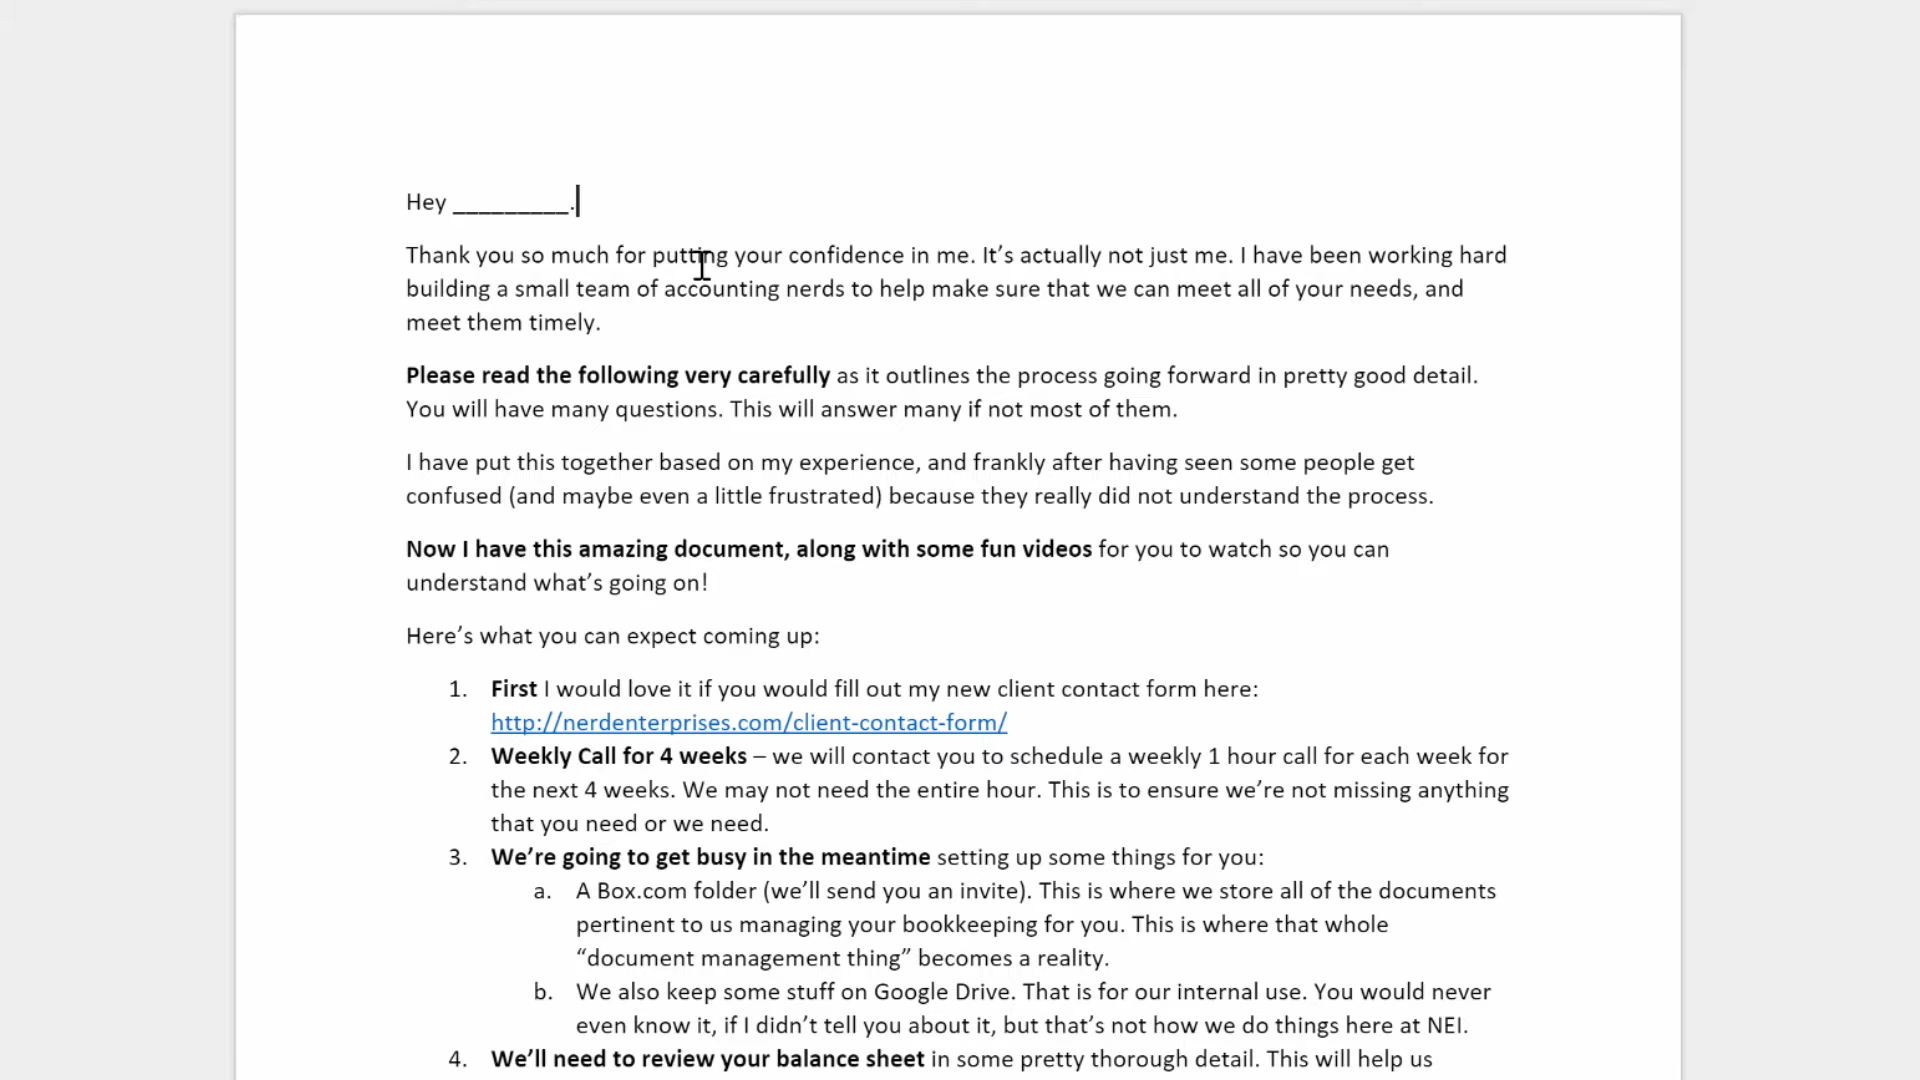 Hey _________.
Thank you so much for putting your confidence in me. It’s actually not just me. I have been working hard
building a small team of accounting nerds to help make sure that we can meet all of your needs, and
meet them timely.
Please read the following very carefully as it outlines the process going forward in pretty good detail.
You will have many questions. This will answer many if not most of them.
I have put this together based on my experience, and frankly after having seen some people get
confused (and maybe even a little frustrated) because they really did not understand the process.
Now I have this amazing document, along with some fun videos for you to watch so you can
understand what’s going on!
Here’s what you can expect coming up:
1. First I would love it if you would fill out my new client contact form here:
http://nerdenterprises.com/client-contact-form/
2. Weekly Call for 4 weeks – we will contact you to schedule a weekly 1 hour call for each week for
the next 4 weeks. We may not need the entire hour. This is to ensure we’re not missing anything
that you need or we need.
3. We’re going to get busy in the meantime setting up some things for you:
a. A Box.com folder (we’ll send you an invite). This is where we store all of the documents
pertinent to us managing your bookkeeping for you. This is where that whole
“document management thing” becomes a reality.
b. We also keep some stuff on Google Drive. That is for our internal use. You would never
even know it, if I didn’t tell you about it, but that’s not how we do things here at NEI.
4. We’ll need to review your balance sheet in some pretty thorough detail. This will help us